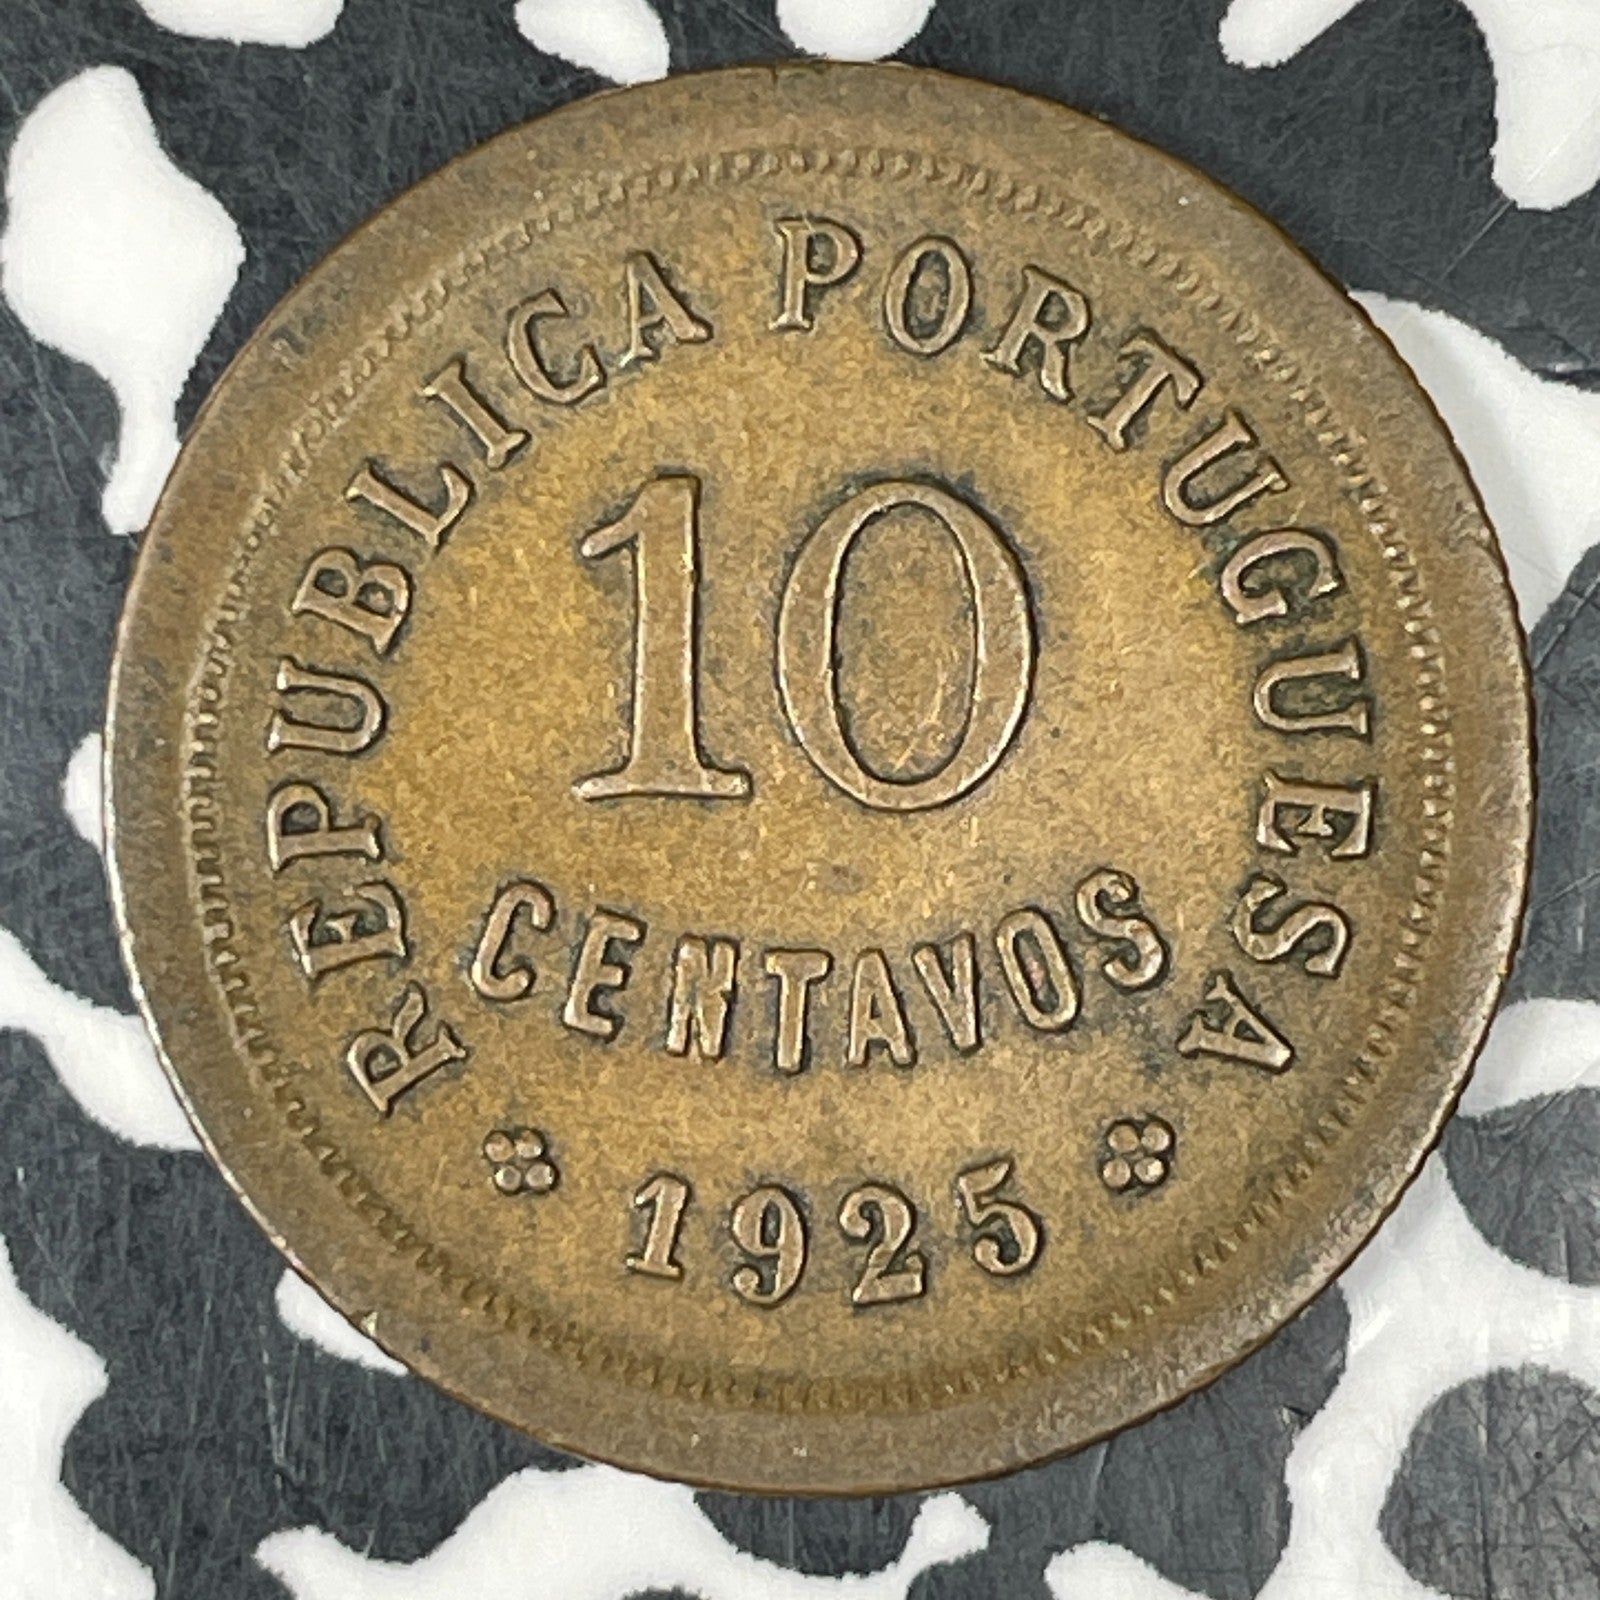 REPUBLICA PORTUGUESA
10
CENTAVOS
1925